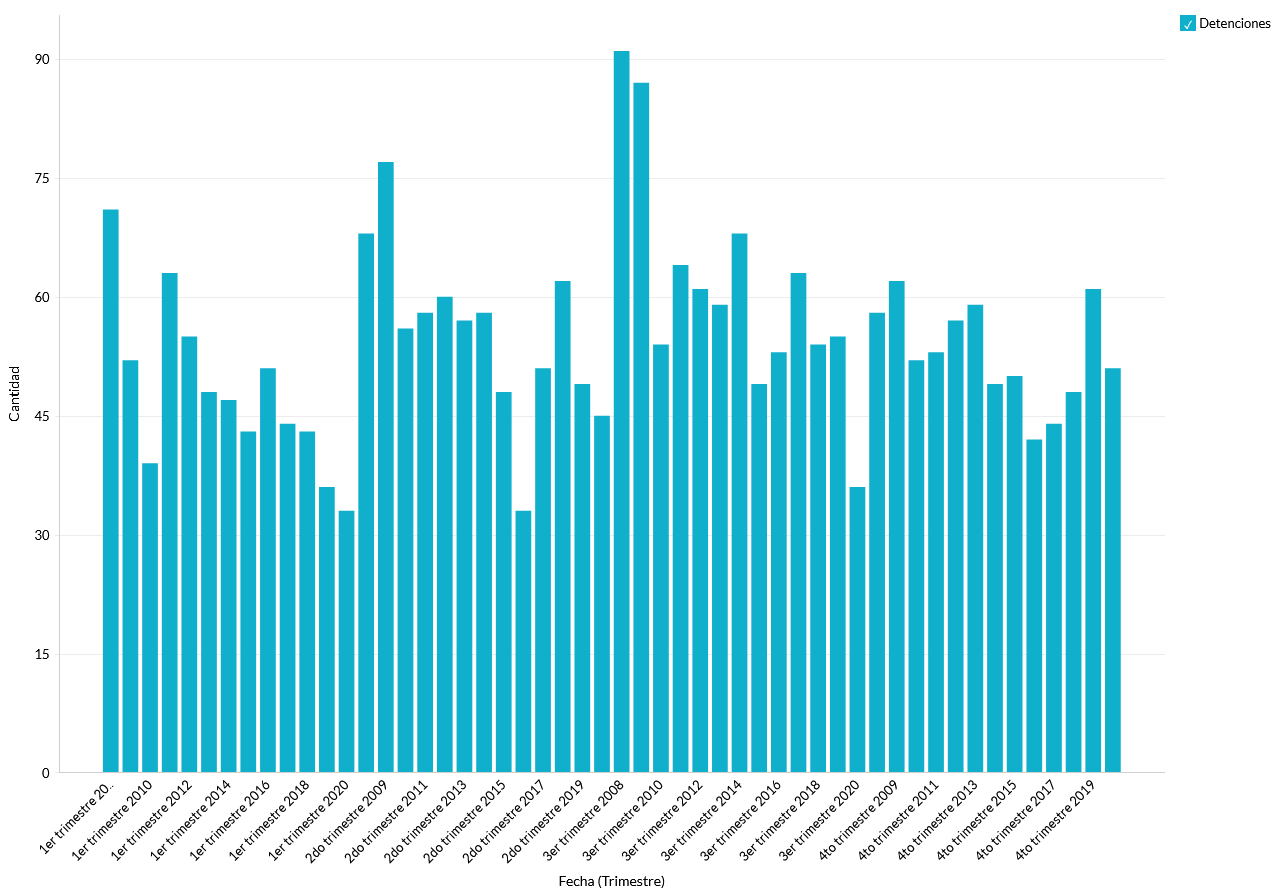 Detenciones
90
75
60
45
30
15
0
Cantidad
1er trimestre 20..
1er trimestre 2010
1er trimestre 2012
1er trimestre 2014
1er trimestre 2016
1er trimestre 2018
1er trimestre 2020
2do trimestre 2009
2do trimestre 2011
2do trimestre 2013
2do trimestre 2015
2do trimestre 2017
2do trimestre 2019
3er trimestre 2008
3er trimestre 2010
3er trimestre 2012
3er trimestre 2014
3er trimestre 2016
3er trimestre 2018
3er trimestre 2020
4to trimestre 2009
4to trimestre 2011
4to trimestre 2013
4to trimestre 2015
4to trimestre 2017
4to trimestre 2019
Fecha (Trimestre)